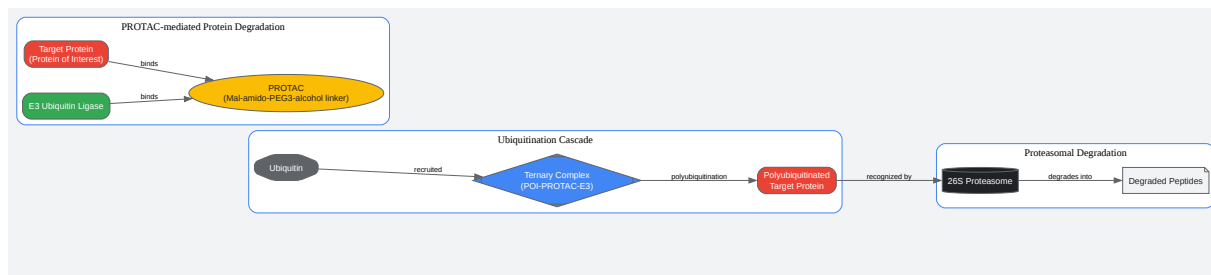 PROTAC-mediated Protein Degradation
Target Protein
(Protein of Interest)
binds
PROTAC
(Mal-amido-PEG3-alcohol linker)
E3 Ubiquitin Ligase
binds
Ubiquitination Cascade
Ubiquitin
recruited
Ternary Complex
(POI-PROTAC-E3)
polyubiquitination
Polyubiquitinated
Target Protein
recognized by
Proteasomal Degradation
26S Proteasome
degrades into
Degraded Peptides